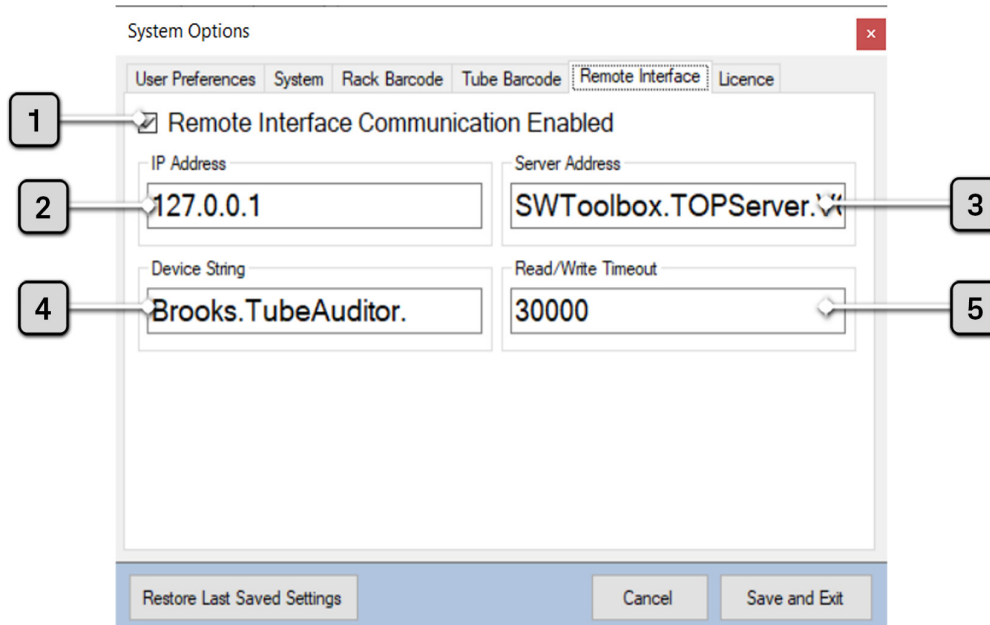 System Options
×
User Preferences System Rack Barcode Tube Barcode Remote Interface Licence
1
Remote Interface Communication Enabled
IP Address Server Address
2
127.0.0.1
SWToolbox.TOPServer.
3
Device String Read/Write Timeout
4
Brooks.TubeAuditor.
30000
5
Restore Last Saved Settings Cancel Save and Exit